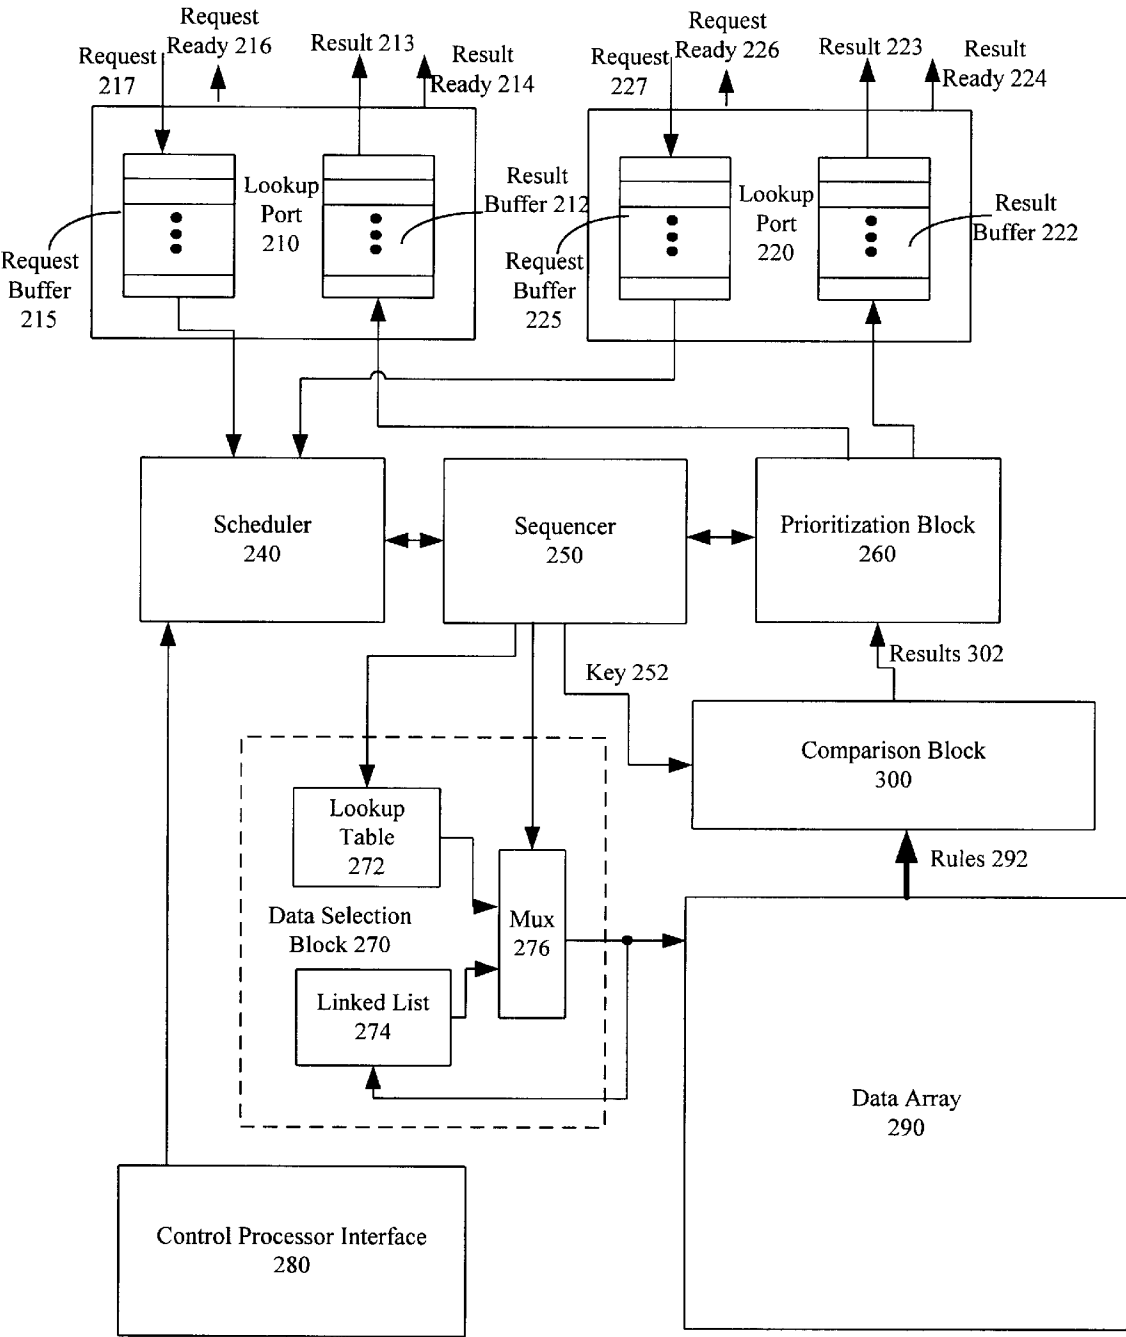 Request
217
Request
Ready 216
Result 213
Result
Ready 214
Request
227
Request
Ready 226
Result 223
Result
Ready 224
Lookup
Port
210
Result
Buffer 212
Request
Buffer
215
Lookup
Port
220
Result
Buffer 222
Request
Buffer
225
Scheduler
240
Sequencer
250
Prioritization Block
260
Results 302
Key 252
Comparison Block
300
Rules 292
Lookup
Table
272
Data Selection
Block 270
Mux
276
Linked List
274
Data Array
290
Control Processor Interface
280